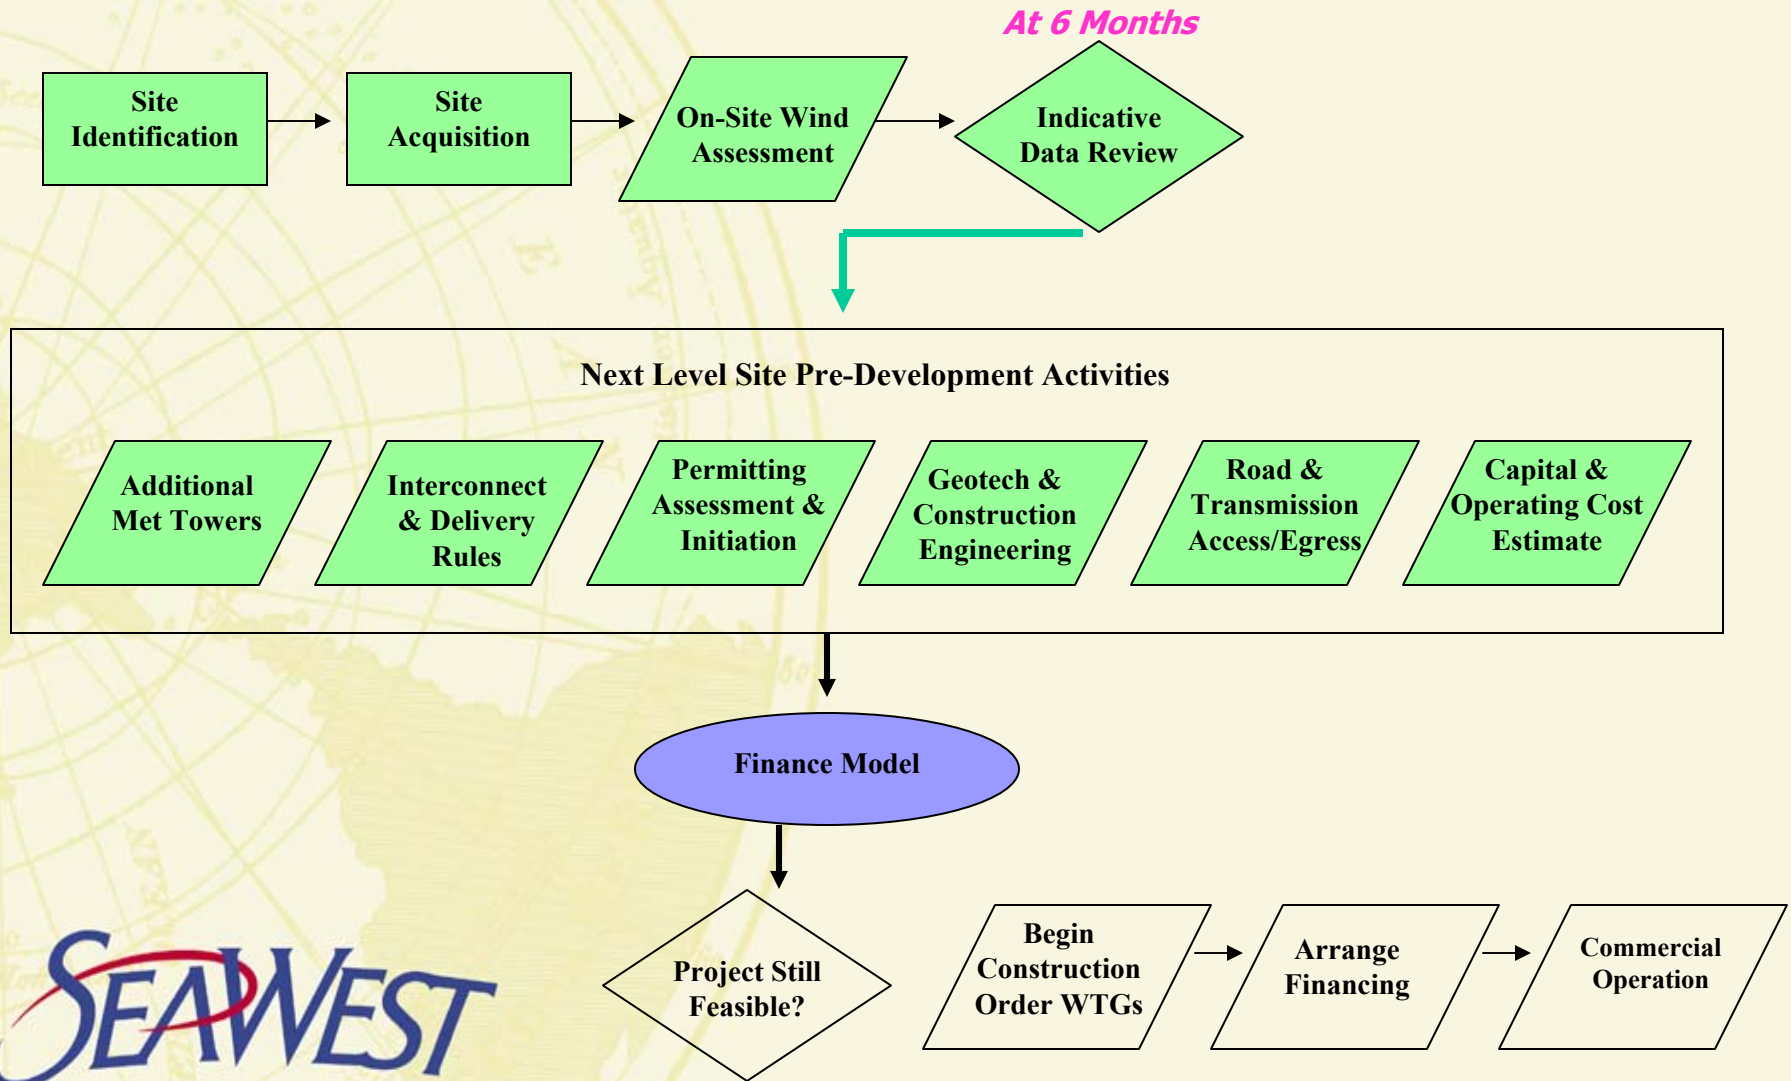 At 6 Months
Site
Identification
Site
Acquisition
On-Site Wind
Assessment
Indicative
Data Review
Next Level Site Pre-Development Activities
Additional
Met Towers
Interconnect
& Delivery
Rules
Permitting
Assessment &
Initiation
Geotech &
Construction
Engineering
Road &
Transmission
Access/Egress
Capital &
Operating Cost
Estimate
Finance Model
Project Still
Feasible?
Begin
Construction
Order WTGs
Arrange
Financing
Commercial
Operation
SEAWEST